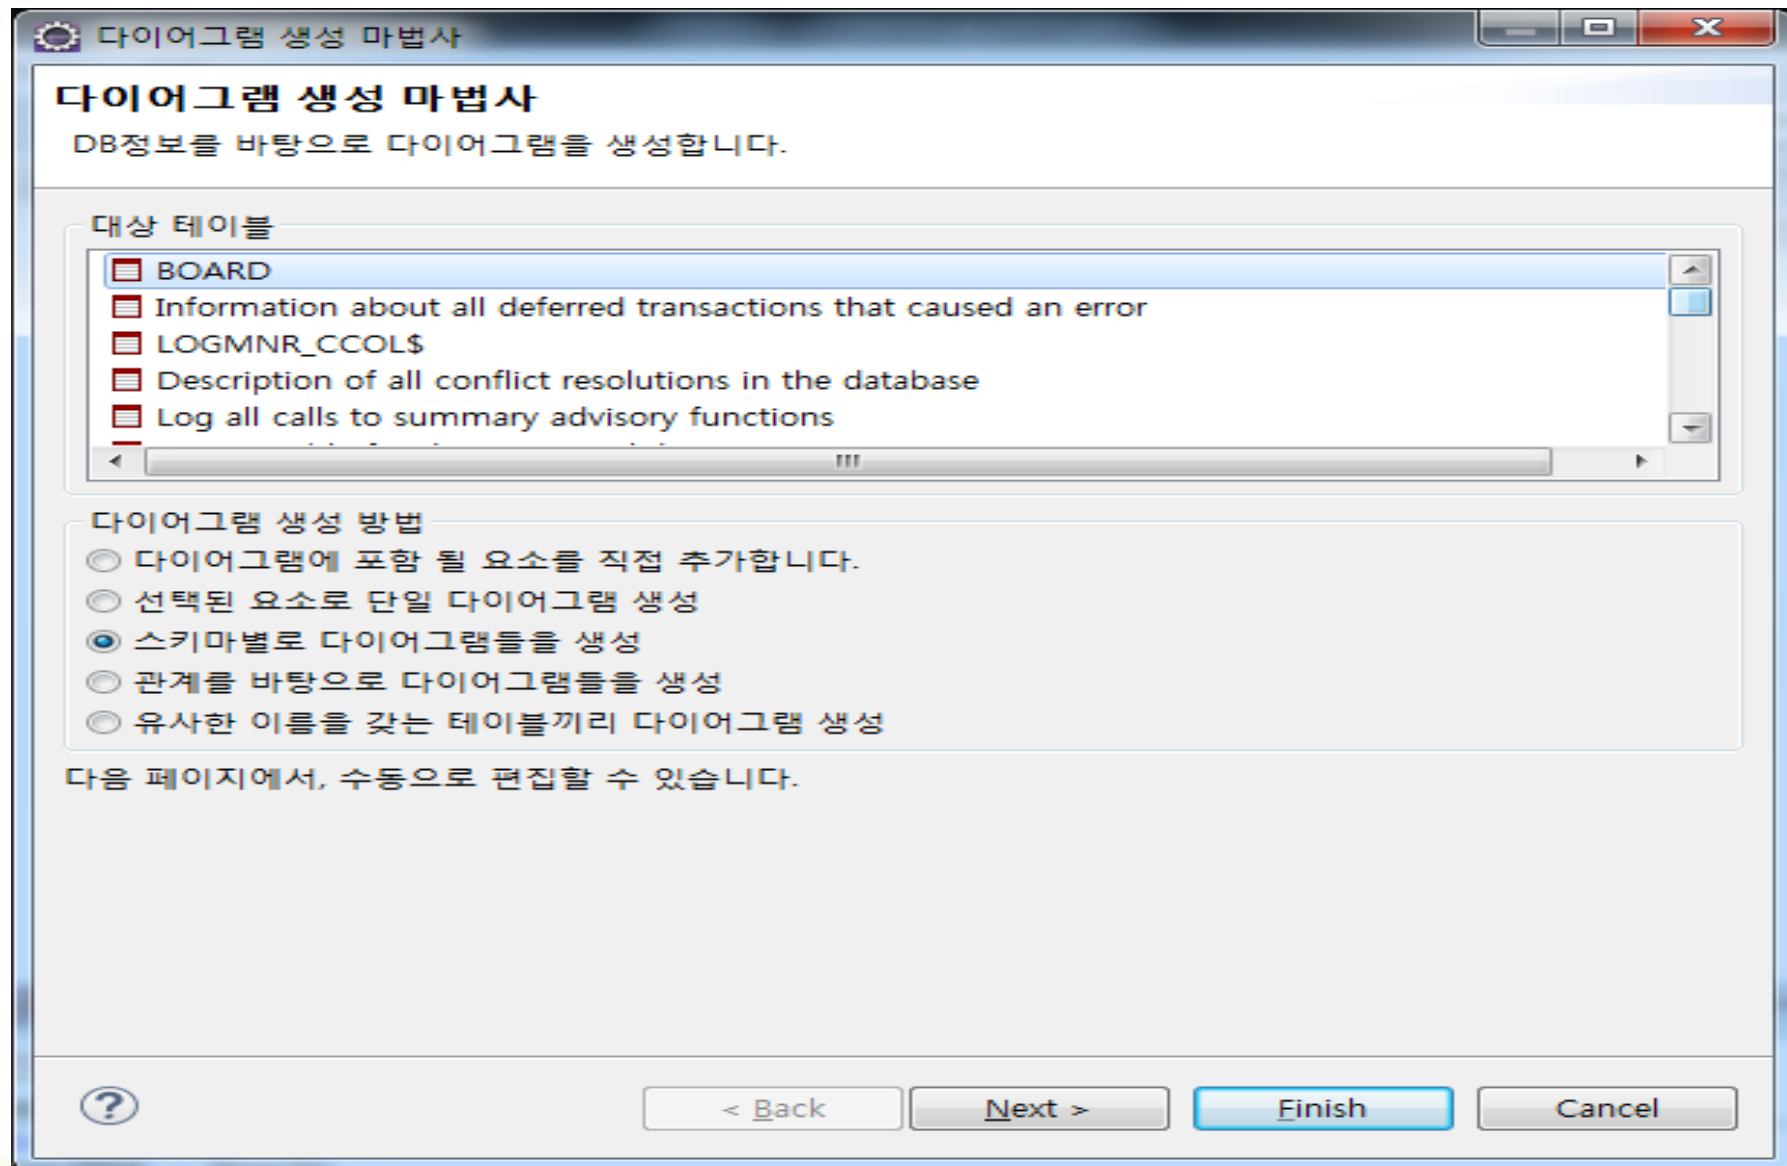 다이어그램 생성 마법사
다이어그램 생성 마법사
DB정보를 바탕으로 다이어그램을 생성합니다.
대상 테이블
BOARD
Information about all deferred transactions that caused an error
LOGMNR_CCOL$
Description of all conflict resolutions in the database
Log all calls to summary advisory functions
다이어그램 생성 방법
다이어그램에 포함 될 요소를 직접 추가합니다.
선택된 요소로 단일 다이어그램 생성
스키마별로 다이어그램들을 생성
관계를 바탕으로 다이어그램들을 생성
유사한 이름을 갖는 테이블끼리 다이어그램 생성
다음 페이지에서, 수동으로 편집할 수 있습니다.
< Back Next > Finish Cancel